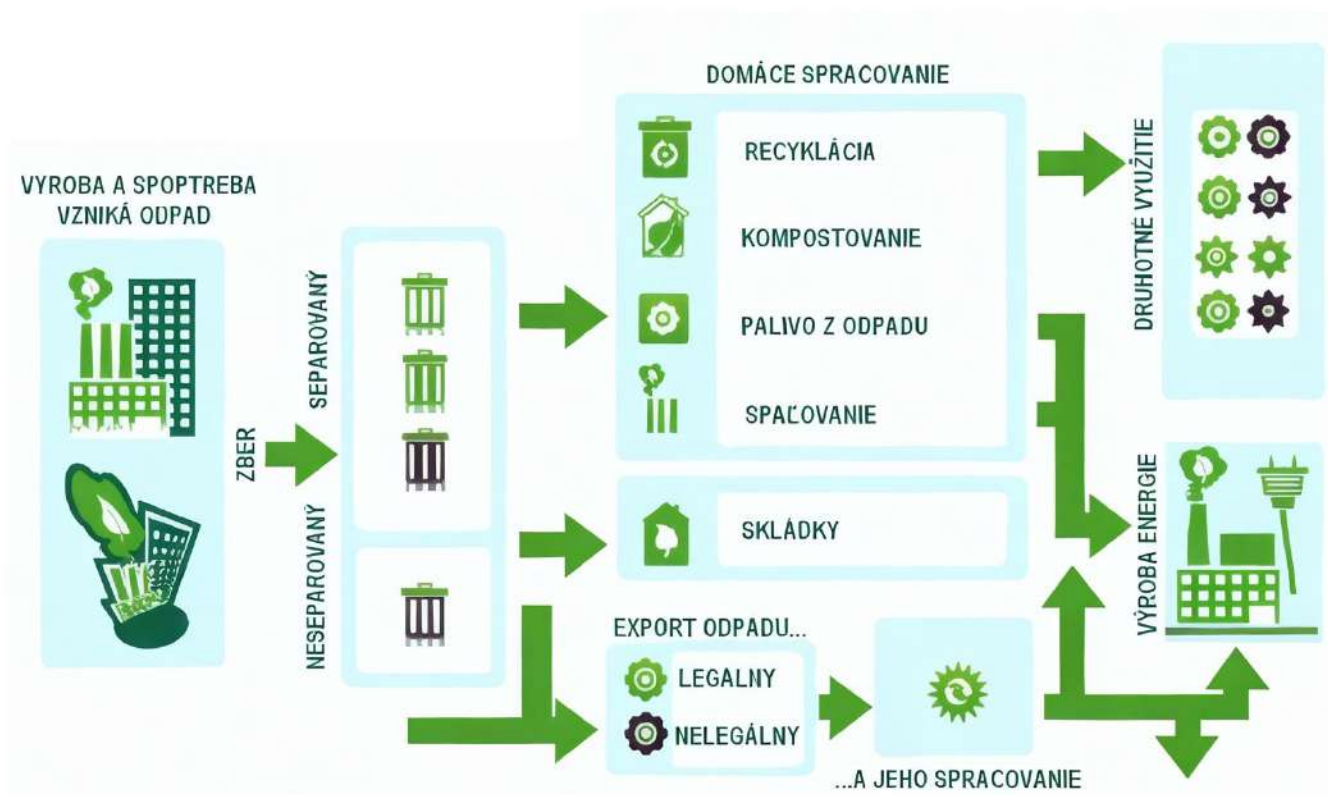 VYROBA A SPOPTREBA
VZNIKÁ ODPAD
ZBER
SEPAROVANÝ
NESEPAROVANÝ
DOMÁCE SPRACOVANIE
RECYKLÁCIA
KOMPOSTOVANIE
PALIVO Z ODPADU
SPAĽOVANIE
SKLÁDKY
EXPORT ODPADU...
LEGALNY
NELEGÁLNY
...A JEHO SPRACOVANIE
DRUHOTNÉ VYUŽITIE
VÝROBA ENERGIE